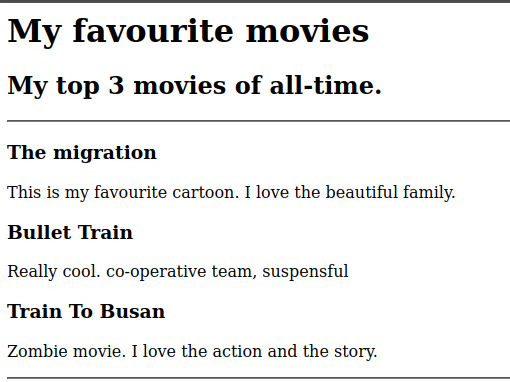 My favourite movies
My top 3 movies of all-time.
The migration
This is my favourite cartoon. I love the beautiful family.
Bullet Train
Really cool. co-operative team, suspensful
Train To Busan
Zombie movie. I love the action and the story.